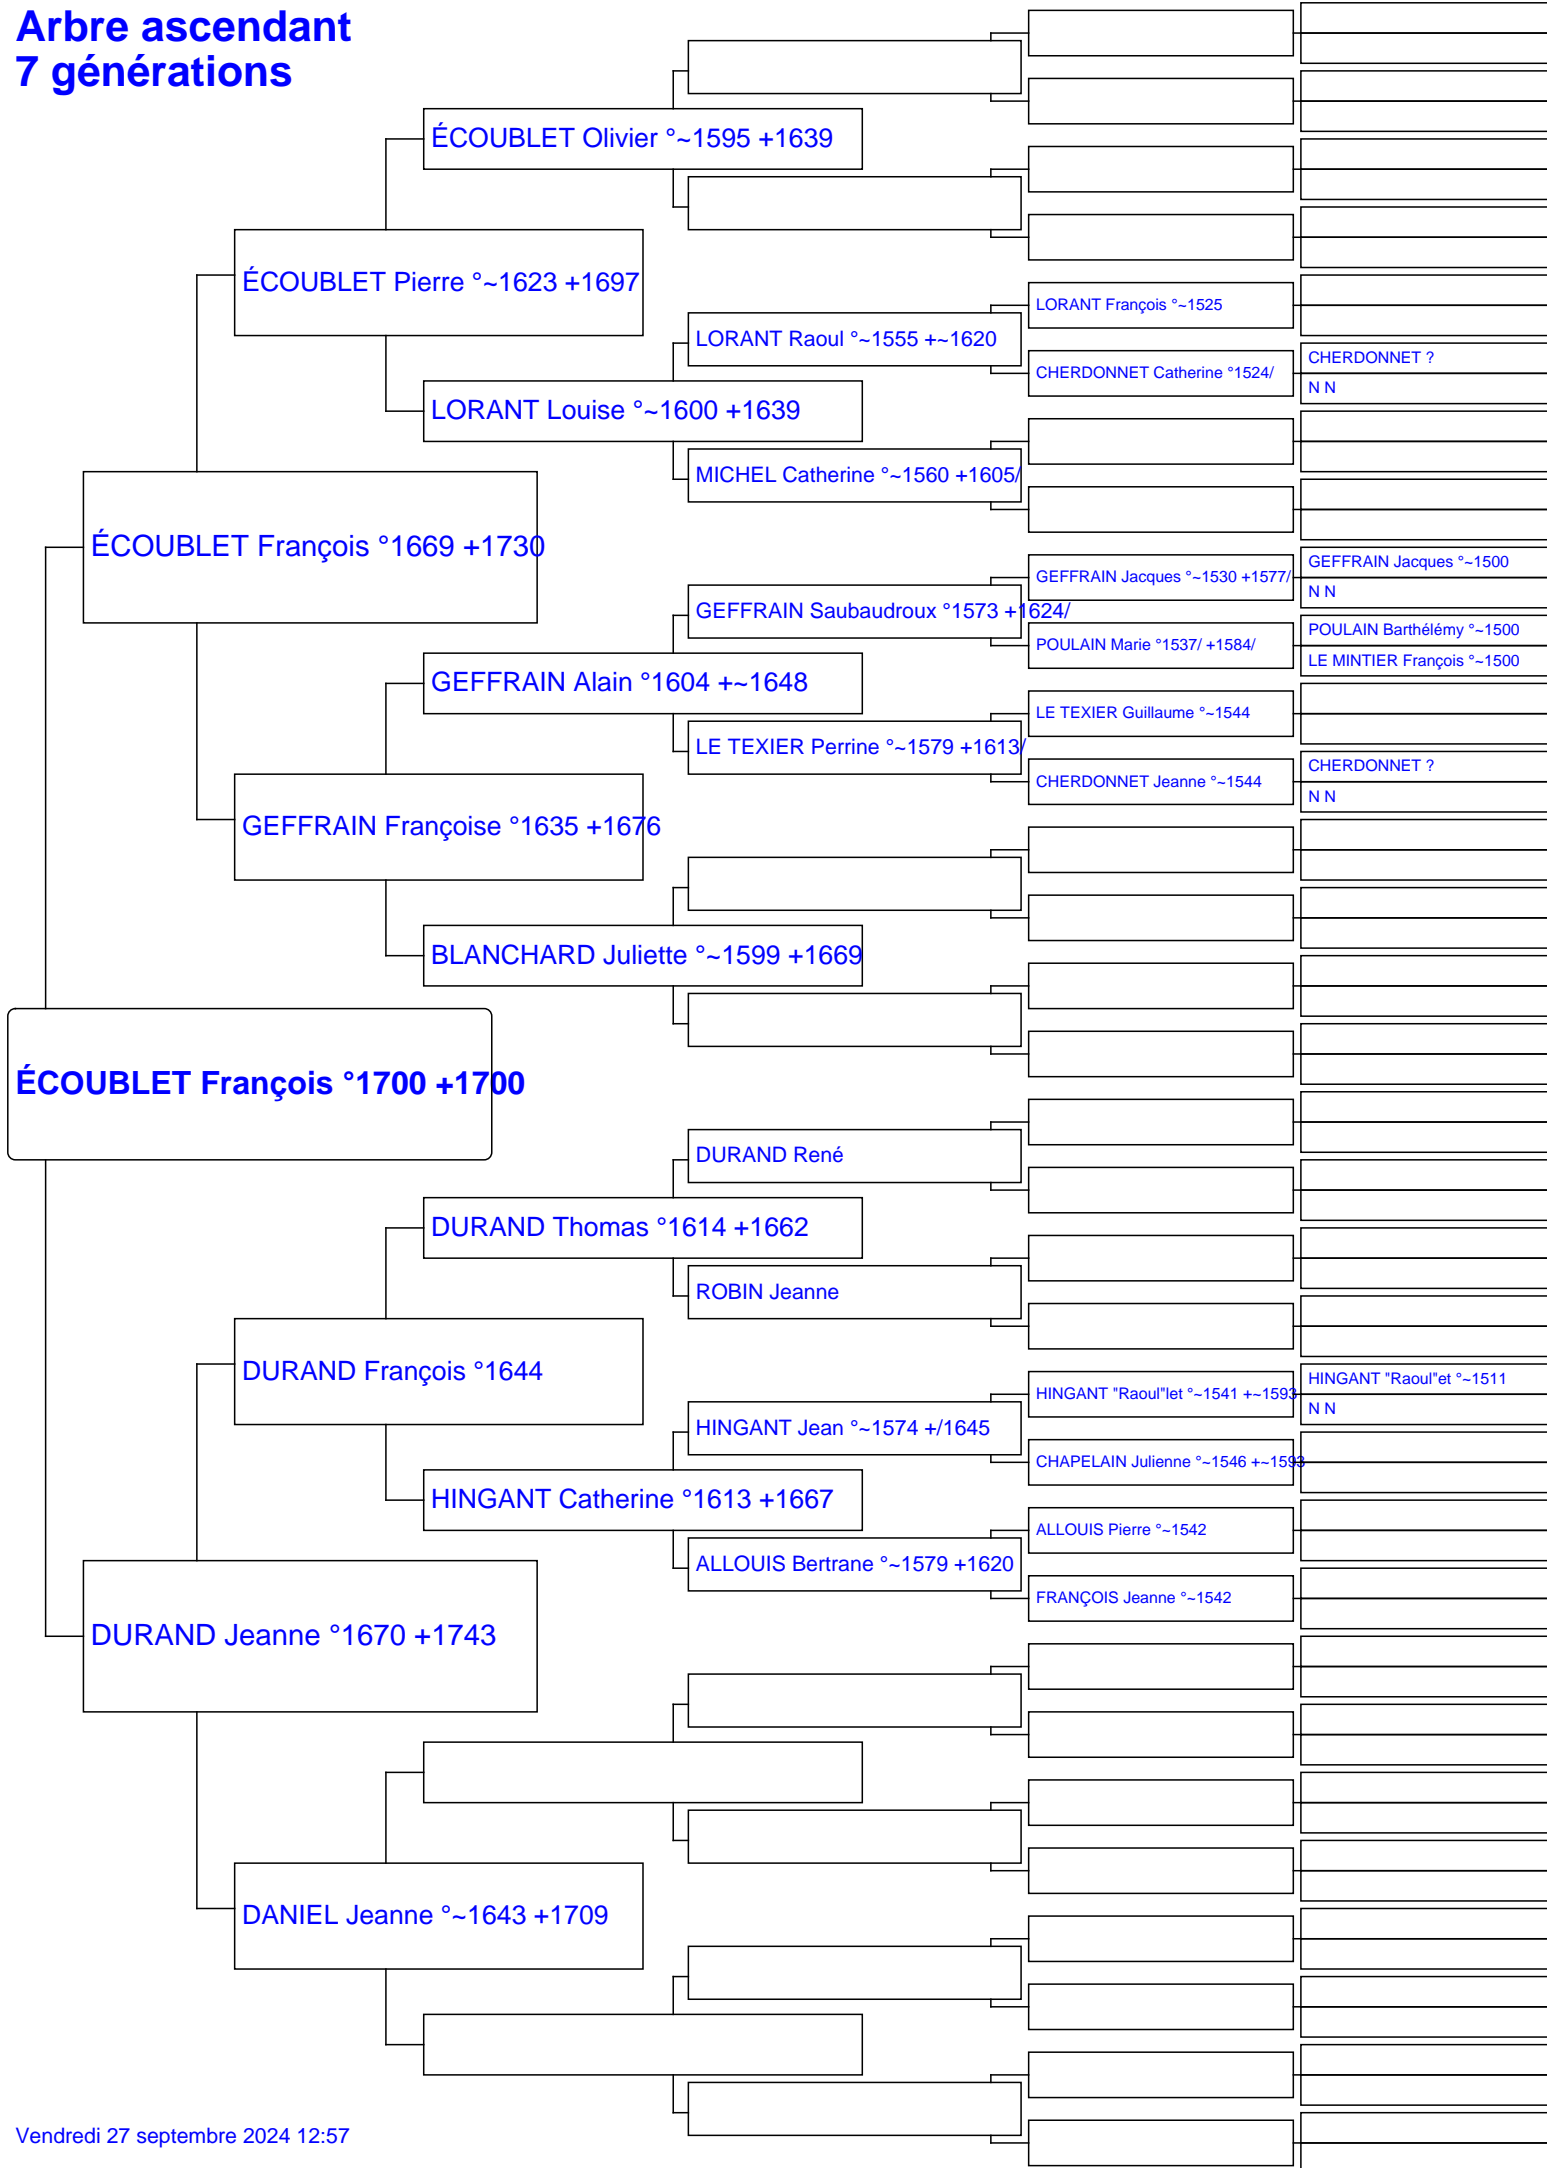 Arbre ascendant
7 générations
ÉCOUBLET Olivier °~1595 +1639
ÉCOUBLET Pierre °~1623 +1697
LORANT François °~1525
LORANT Raoul °~1555 +~1620
CHERDONNET ?
CHERDONNET Catherine °1524/
N N
LORANT Louise °~1600 +1639
MICHEL Catherine °~1560 +1605/
ÉCOUBLET François °1669 +1730
GEFFRAIN Jacques °~1500
GEFFRAIN Jacques °~1530 +1577/
N N
GEFFRAIN Saubaudroux °1573 +1624/
POULAIN Barthélémy °~1500
POULAIN Marie °1537/ +1584/
LE MINTIER François °~1500
GEFFRAIN Alain °1604 +~1648
LE TEXIER Guillaume °~1544
LE TEXIER Perrine °~1579 +1613/
CHERDONNET ?
CHERDONNET Jeanne °~1544
N N
GEFFRAIN Françoise °1635 +1676
BLANCHARD Juliette °~1599 +1669
ÉCOUBLET François °1700 +1700
DURAND René
DURAND Thomas °1614 +1662
ROBIN Jeanne
DURAND François °1644
HINGANT "Raoul"et °~1511
HINGANT "Raoul"let °~1541 +~1593
N N
HINGANT Jean °~1574 +/1645
CHAPELAIN Julienne °~1546 +~1593
HINGANT Catherine °1613 +1667
ALLOUIS Pierre °~1542
ALLOUIS Bertrane °~1579 +1620
FRANÇOIS Jeanne °~1542
DURAND Jeanne °1670 +1743
DANIEL Jeanne °~1643 +1709
Vendredi 27 septembre 2024 12:57